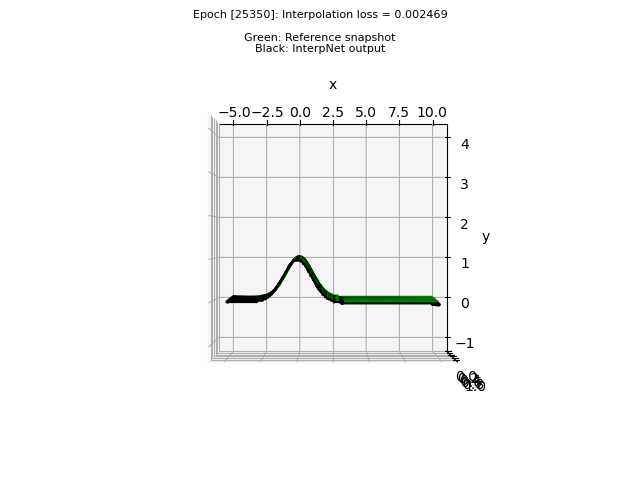 Epoch [25350]: Interpolation loss = 0.002469
Green: Reference snapshot
Black: InterpNet output
x
−5.0 −2.5 0.0 2.5 5.0 7.5 10.0
4
3
2
y
1
0
−1